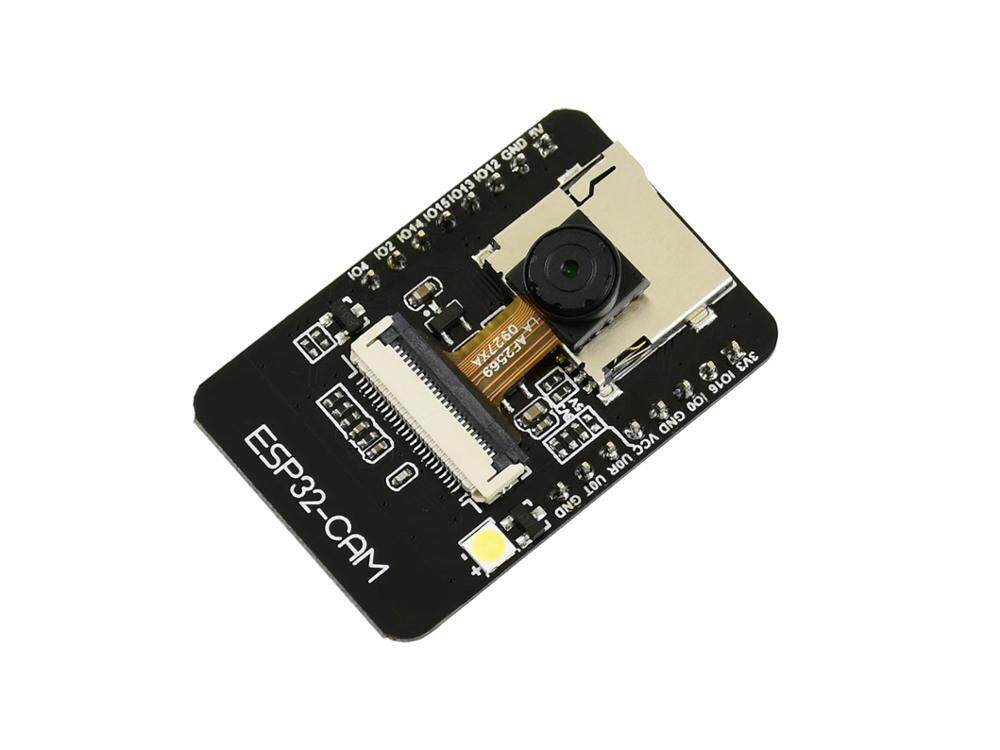 5V
GND
IO12
IO13
IO15
IO14
IO2
IO4
LA-AF2569
0927XA
3V3
IO16
IO0
GND
VCC
U0R
U0T
GND
ESP32-CAM
+